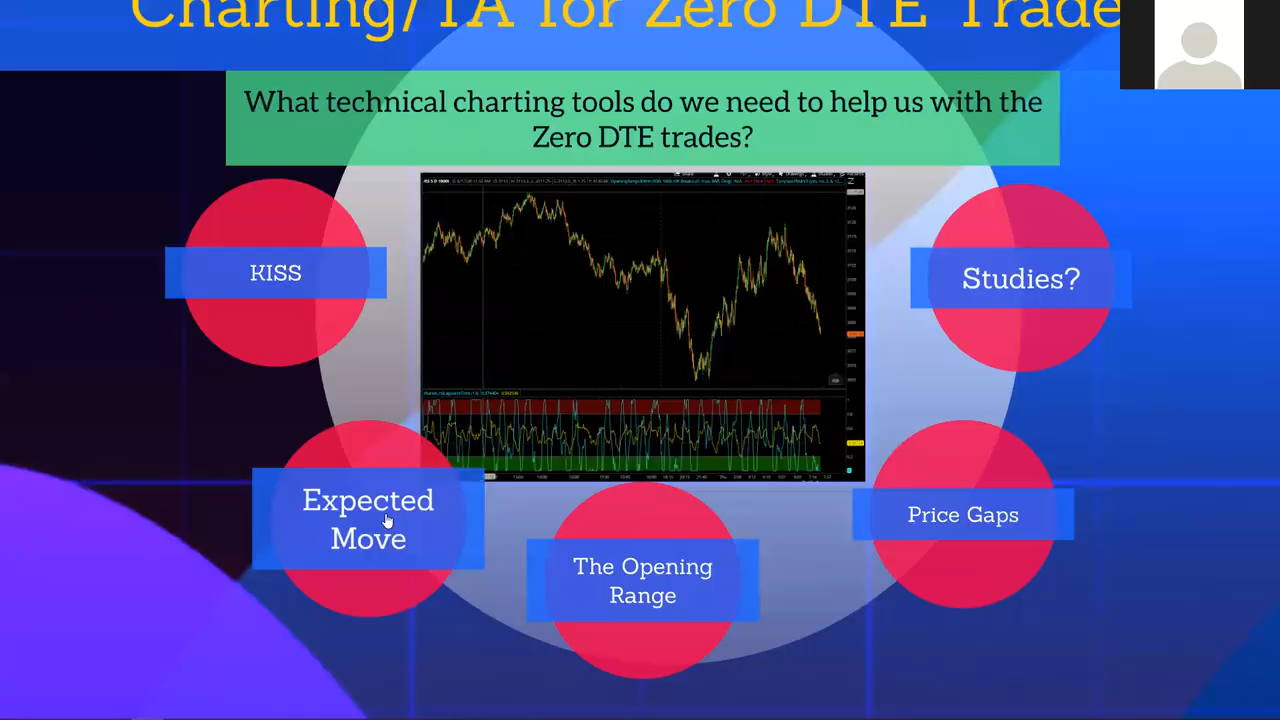 Charting/TA for Zero DTE Trade
What technical charting tools do we need to help us with the
Zero DTE trades?
KISS
Studies?
Expected
Move
The Opening
Range
Price Gaps